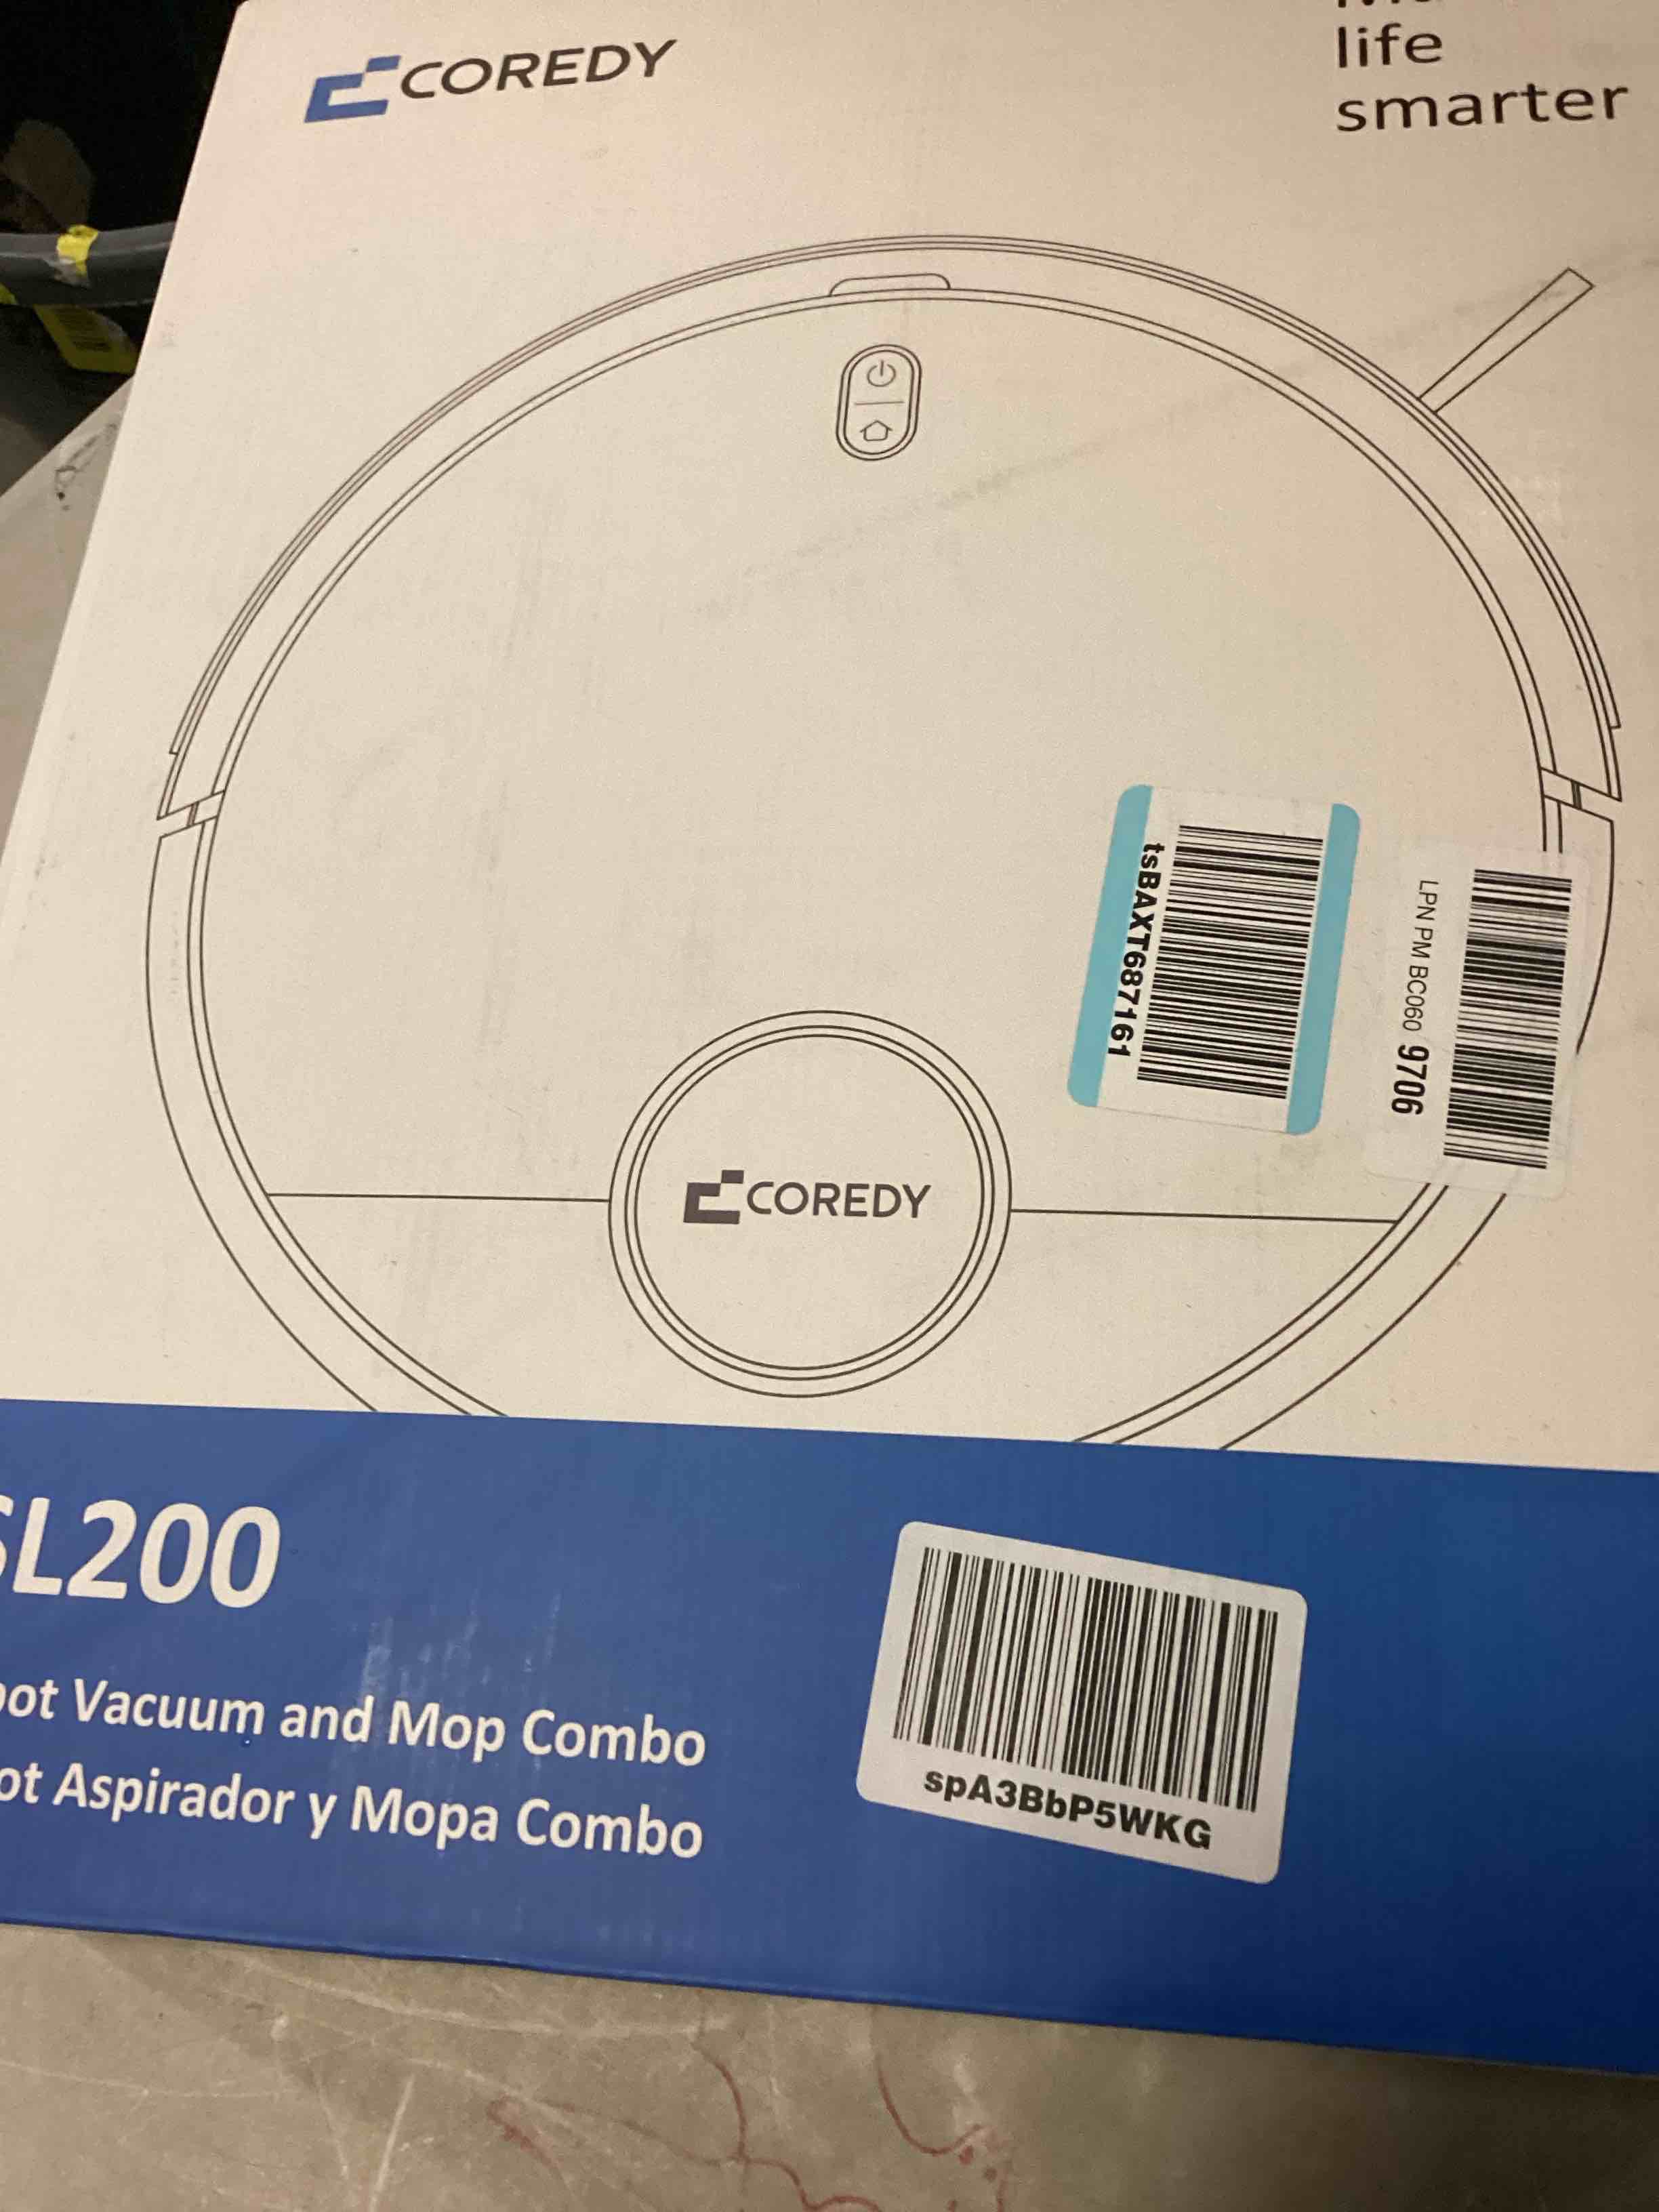 COREDY
life
smarter
tsBAXT687161
LPN PM BC060 9706
COREDY
SL200
Vacuum and Mop Combo
Aspirador y Mopa Combo
spA3BbP5WKG